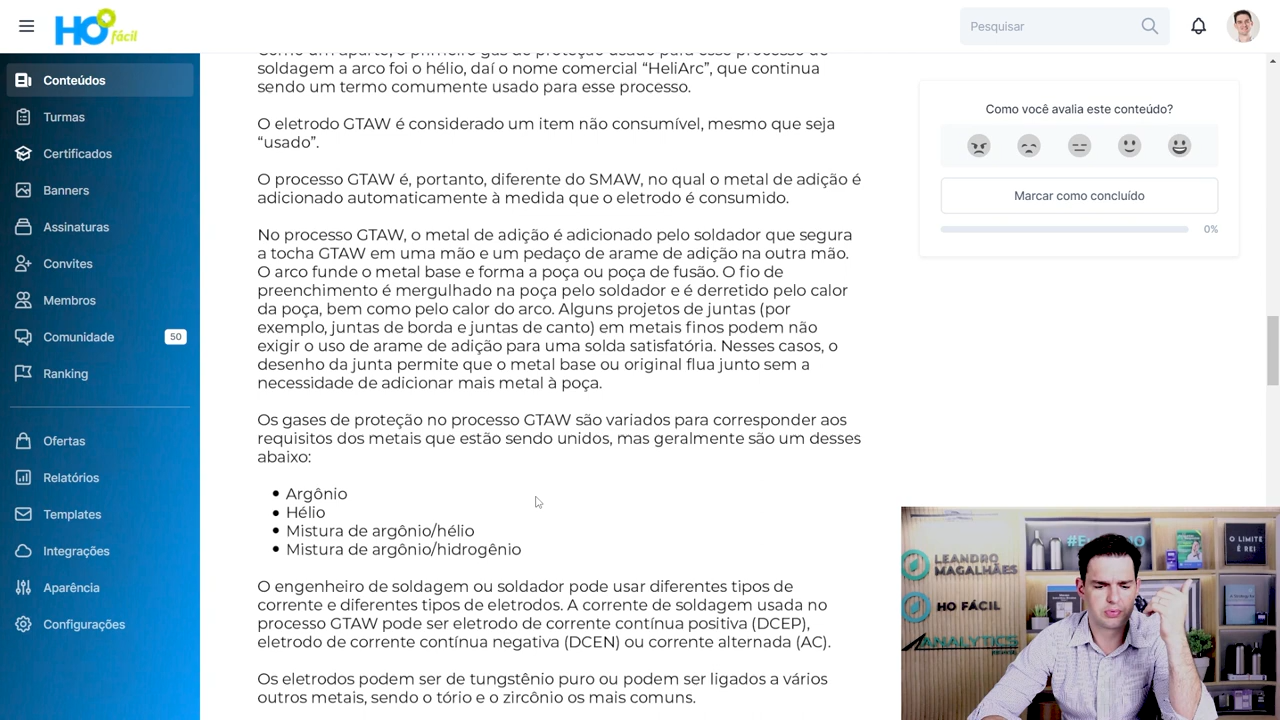 HO fácil
Pesquisar
Conteúdos
Turmas
Certificados
Banners
Assinaturas
Convites
Membros
Comunidade 50
Ranking
Ofertas
Relatórios
Templates
Integrações
Aparência
Configurações
Como um aparte, o primeiro gás de proteção usado para esse processo de
soldagem a arco foi o hélio, daí o nome comercial “HeliArc”, que continua
sendo um termo comumente usado para esse processo.
O eletrodo GTAW é considerado um item não consumível, mesmo que seja
“usado”.
O processo GTAW é, portanto, diferente do SMAW, no qual o metal de adição é
adicionado automaticamente à medida que o eletrodo é consumido.
No processo GTAW, o metal de adição é adicionado pelo soldador que segura
a tocha GTAW em uma mão e um pedaço de arame de adição na outra mão.
O arco funde o metal base e forma a poça ou poça de fusão. O fio de
preenchimento é mergulhado na poça pelo soldador e é derretido pelo calor
da poça, bem como pelo calor do arco. Alguns projetos de juntas (por
exemplo, juntas de borda e juntas de canto) em metais finos podem não
exigir o uso de arame de adição para uma solda satisfatória. Nesses casos, o
desenho da junta permite que o metal base ou original flua junto sem a
necessidade de adicionar mais metal à poça.
Os gases de proteção no processo GTAW são variados para corresponder aos
requisitos dos metais que estão sendo unidos, mas geralmente são um desses
abaixo:
• Argônio
• Hélio
• Mistura de argônio/hélio
• Mistura de argônio/hidrogênio
O engenheiro de soldagem ou soldador pode usar diferentes tipos de
corrente e diferentes tipos de eletrodos. A corrente de soldagem usada no
processo GTAW pode ser eletrodo de corrente contínua positiva (DCEP),
eletrodo de corrente contínua negativa (DCEN) ou corrente alternada (AC).
Os eletrodos podem ser de tungstênio puro ou podem ser ligados a vários
outros metais, sendo o tório e o zircônio os mais comuns.
Como você avalia este conteúdo?
Marcar como concluído
0%
LEANDRO
MAGALHÃES
HO FÁCIL
ANALYTICS
O LIMITE
É REI